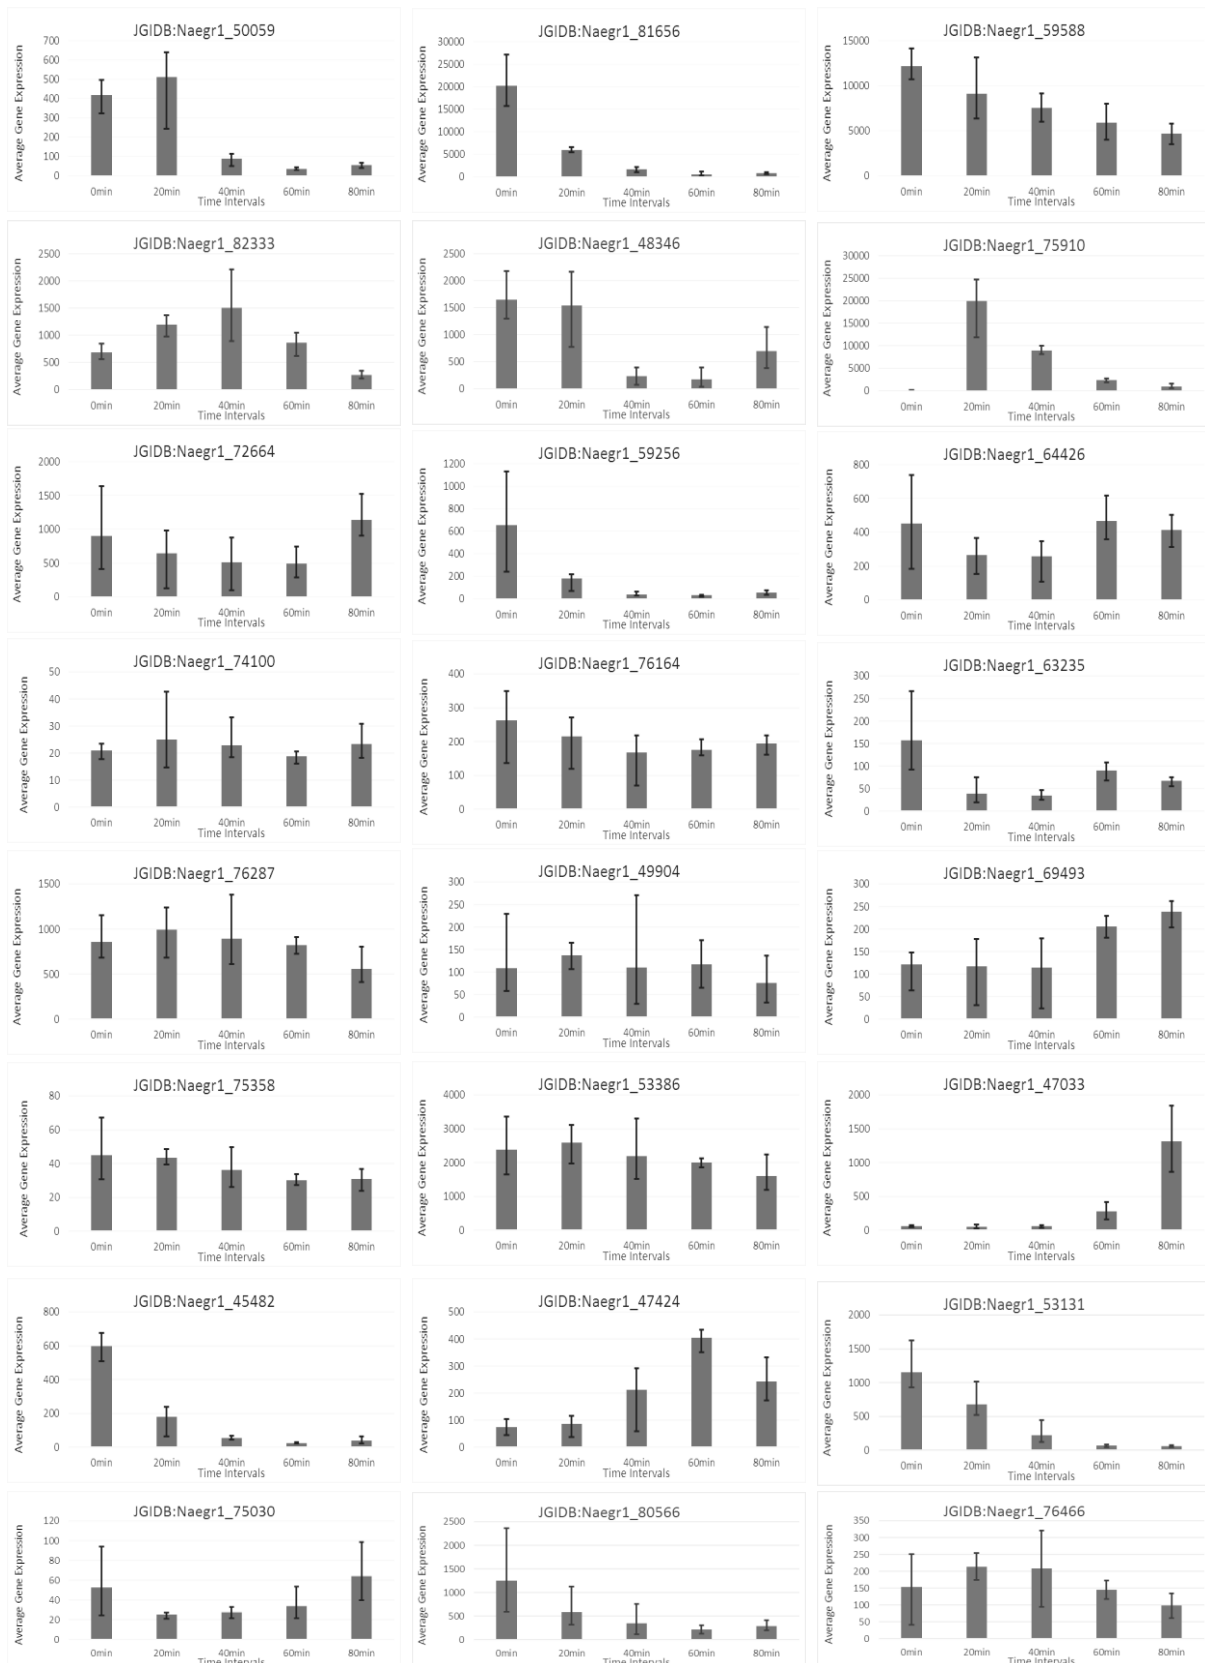 JGIDB:Naegr1_50059
Average Gene Expression
700
600
500
400
300
200
100
0
0min 20min 40min 60min 80min
Time Intervals
JGIDB:Naegr1_81656
Average Gene Expression
30000
25000
20000
15000
10000
5000
0
0min 20min 40min 60min 80min
Time Intervals
JGIDB:Naegr1_59588
Average Gene Expression
15000
10000
5000
0
0min 20min 40min 60min 80min
Time Intervals
JGIDB:Naegr1_82333
Average Gene Expression
2500
2000
1500
1000
500
0
0min 20min 40min 60min 80min
Time Intervals
JGIDB:Naegr1_48346
Average Gene Expression
2500
2000
1500
1000
500
0
0min 20min 40min 60min 80min
Time Intervals
JGIDB:Naegr1_75910
Average Gene Expression
30000
25000
20000
15000
10000
5000
0
0min 20min 40min 60min 80min
Time Intervals
JGIDB:Naegr1_72664
Average Gene Expression
2000
1500
1000
500
0
0min 20min 40min 60min 80min
Time Intervals
JGIDB:Naegr1_59256
Average Gene Expression
1200
1000
800
600
400
200
0
0min 20min 40min 60min 80min
Time Intervals
JGIDB:Naegr1_64426
Average Gene Expression
800
600
400
200
0
0min 20min 40min 60min 80min
Time Intervals
JGIDB:Naegr1_74100
Average Gene Expression
50
40
30
20
10
0
0min 20min 40min 60min 80min
Time Intervals
JGIDB:Naegr1_76164
Average Gene Expression
400
300
200
100
0
0min 20min 40min 60min 80min
Time Intervals
JGIDB:Naegr1_63235
Average Gene Expression
300
250
200
150
100
50
0
0min 20min 40min 60min 80min
Time Intervals
JGIDB:Naegr1_76287
Average Gene Expression
1500
1000
500
0
0min 20min 40min 60min 80min
Time Intervals
JGIDB:Naegr1_49904
Average Gene Expression
300
250
200
150
100
50
0
0min 20min 40min 60min 80min
Time Intervals
JGIDB:Naegr1_69493
Average Gene Expression
300
250
200
150
100
50
0
0min 20min 40min 60min 80min
Time Intervals
JGIDB:Naegr1_75358
Average Gene Expression
80
60
40
20
0
0min 20min 40min 60min 80min
Time Intervals
JGIDB:Naegr1_53386
Average Gene Expression
4000
3000
2000
1000
0
0min 20min 40min 60min 80min
Time Intervals
JGIDB:Naegr1_47033
Average Gene Expression
2000
1500
1000
500
0
0min 20min 40min 60min 80min
Time Intervals
JGIDB:Naegr1_45482
Average Gene Expression
800
600
400
200
0
0min 20min 40min 60min 80min
Time Intervals
JGIDB:Naegr1_47424
Average Gene Expression
500
400
300
200
100
0
0min 20min 40min 60min 80min
Time Intervals
JGIDB:Naegr1_53131
Average Gene Expression
2000
1500
1000
500
0
0min 20min 40min 60min 80min
Time Intervals
JGIDB:Naegr1_75030
Average Gene Expression
120
100
80
60
40
20
0
0min 20min 40min 60min 80min
Time Intervals
JGIDB:Naegr1_80566
Average Gene Expression
2500
2000
1500
1000
500
0
0min 20min 40min 60min 80min
Time Intervals
JGIDB:Naegr1_76466
Average Gene Expression
350
300
250
200
150
100
50
0
0min 20min 40min 60min 80min
Time Intervals